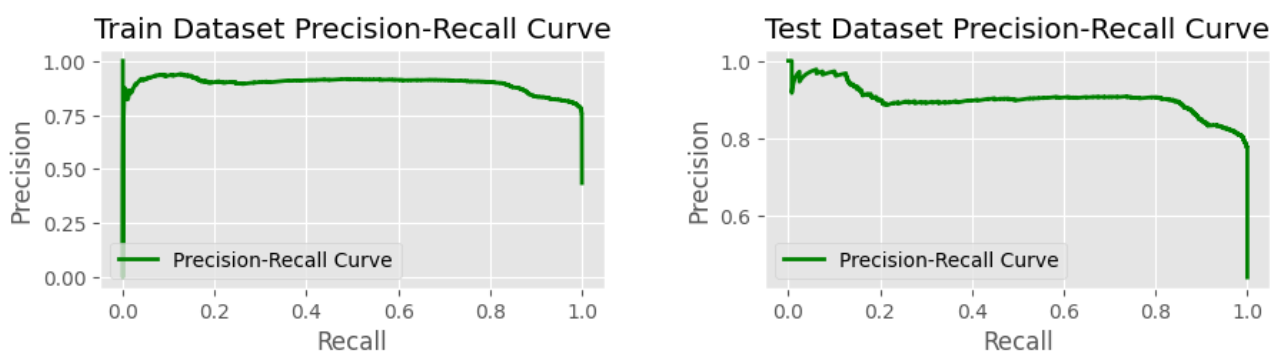 Train Dataset Precision-Recall Curve
1.00
0.75
0.50
0.25
0.00
Precision
Precision-Recall Curve
0.0 0.2 0.4 0.6 0.8 1.0
Recall
Test Dataset Precision-Recall Curve
1.0
0.8
0.6
Precision
Precision-Recall Curve
0.0 0.2 0.4 0.6 0.8 1.0
Recall